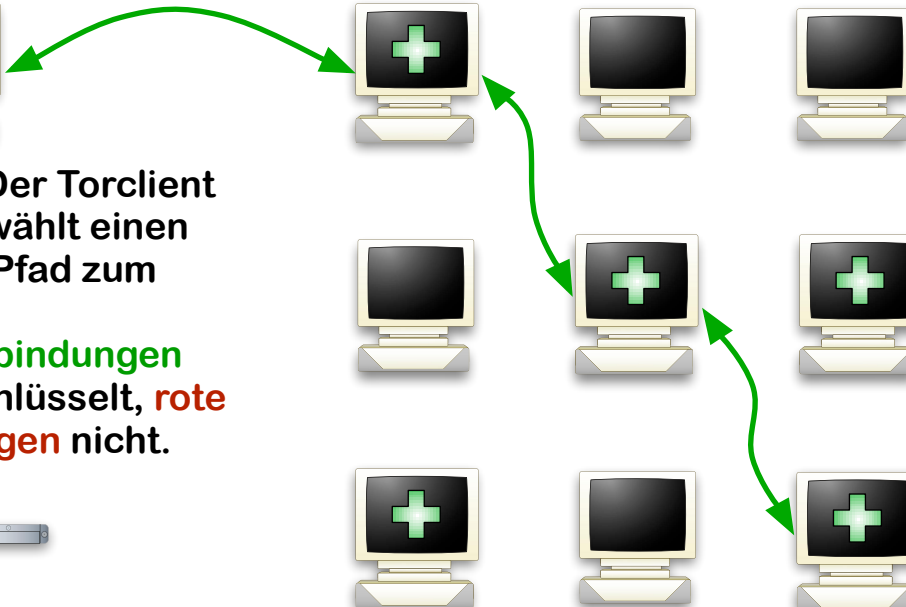 Der Torclient
wählt einen
Pfad zum
bindungen
hlüsselt, rote
gen nicht.